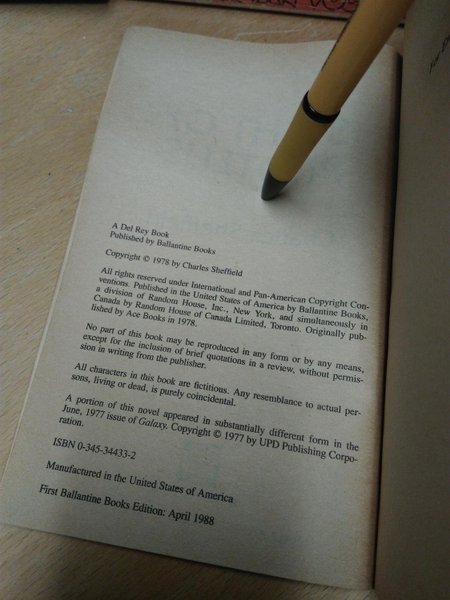 A Del Rey Book
Published by Ballantine Books
Copyright © 1978 by Charles Sheffield
All rights reserved under International and Pan-American Copyright Con-
ventions. Published in the United States of America by Ballantine Books,
a division of Random House, Inc., New York, and simultaneously in
Canada by Random House of Canada Limited, Toronto. Originally pub-
lished by Ace Books in 1978.
No part of this book may be reproduced in any form or by any means,
except for the inclusion of brief quotations in a review, without permis-
sion in writing from the publisher.
All characters in this book are fictitious. Any resemblance to actual per-
sons, living or dead, is purely coincidental.
A portion of this novel appeared in substantially different form in the
June, 1977 issue of Galaxy. Copyright © 1977 by UPD Publishing Corpo-
ration.
ISBN 0-345-34433-2
Manufactured in the United States of America
First Ballantine Books Edition: April 1988
For